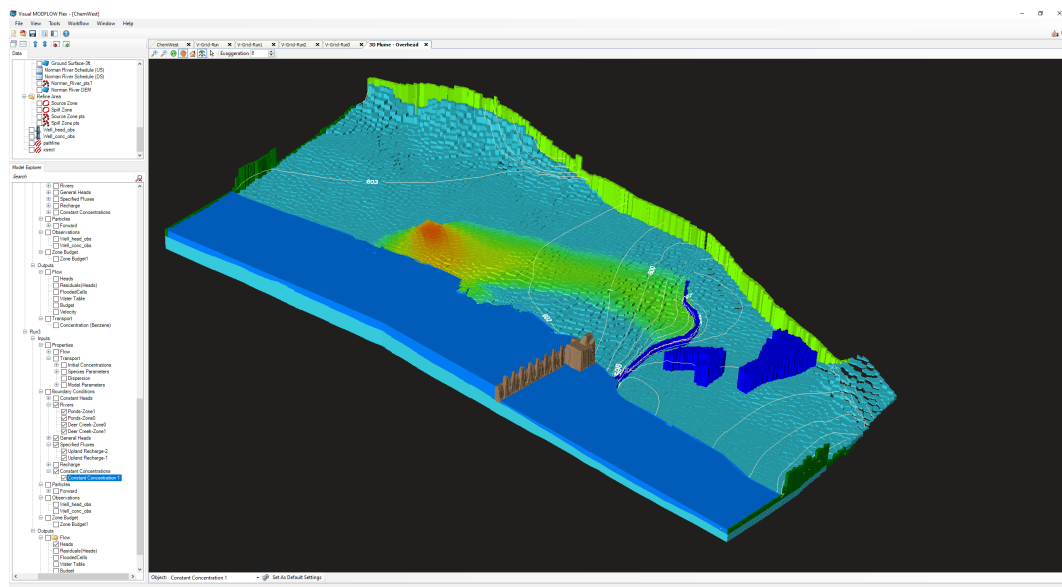 Visual MODFLOW Flex - [ChemWest]
File View Tools Workflow Window Help
ChemWest V-Grid-Run V-Grid-Run1 V-Grid-Run2 V-Grid-Run3 3D Plume - Overhead
Exaggeration 8
Data
Ground Surface-3ft
Norman River Schedule (US)
Norman River Schedule (DS)
Norman_River_pts1
Norman River DEM
Refine Area
Source Zone
Spill Zone
Source Zone pts
Spill Zone pts
Well_head_obs
Well_conc_obs
pathline
xsect
Model Explorer
Search
Rivers
General Heads
Specified Fluxes
Recharge
Constant Concentrations
Particles
Forward
Observations
Well_head_obs
Well_conc_obs
Zone Budget
Zone Budget1
Outputs
Flow
Heads
Residuals(Heads)
FloodedCells
Water Table
Budget
Velocity
Transport
Concentration (Benzene)
Run3
Inputs
Properties
Flow
Transport
Initial Concentrations
Species Parameters
Dispersion
Model Parameters
Boundary Conditions
Constant Heads
Rivers
Ponds-Zone1
Ponds-Zone0
Deer Creek-Zone0
Deer Creek-Zone1
General Heads
Specified Fluxes
Upland Recharge-2
Upland Recharge-1
Recharge
Constant Concentrations
Constant Concentration 1
Particles
Forward
Observations
Well_head_obs
Well_conc_obs
Zone Budget
Zone Budget1
Outputs
Flow
Heads
Residuals(Heads)
FloodedCells
Water Table
Budget
603
600
602
Object: Constant Concentration 1 Set As Default Settings